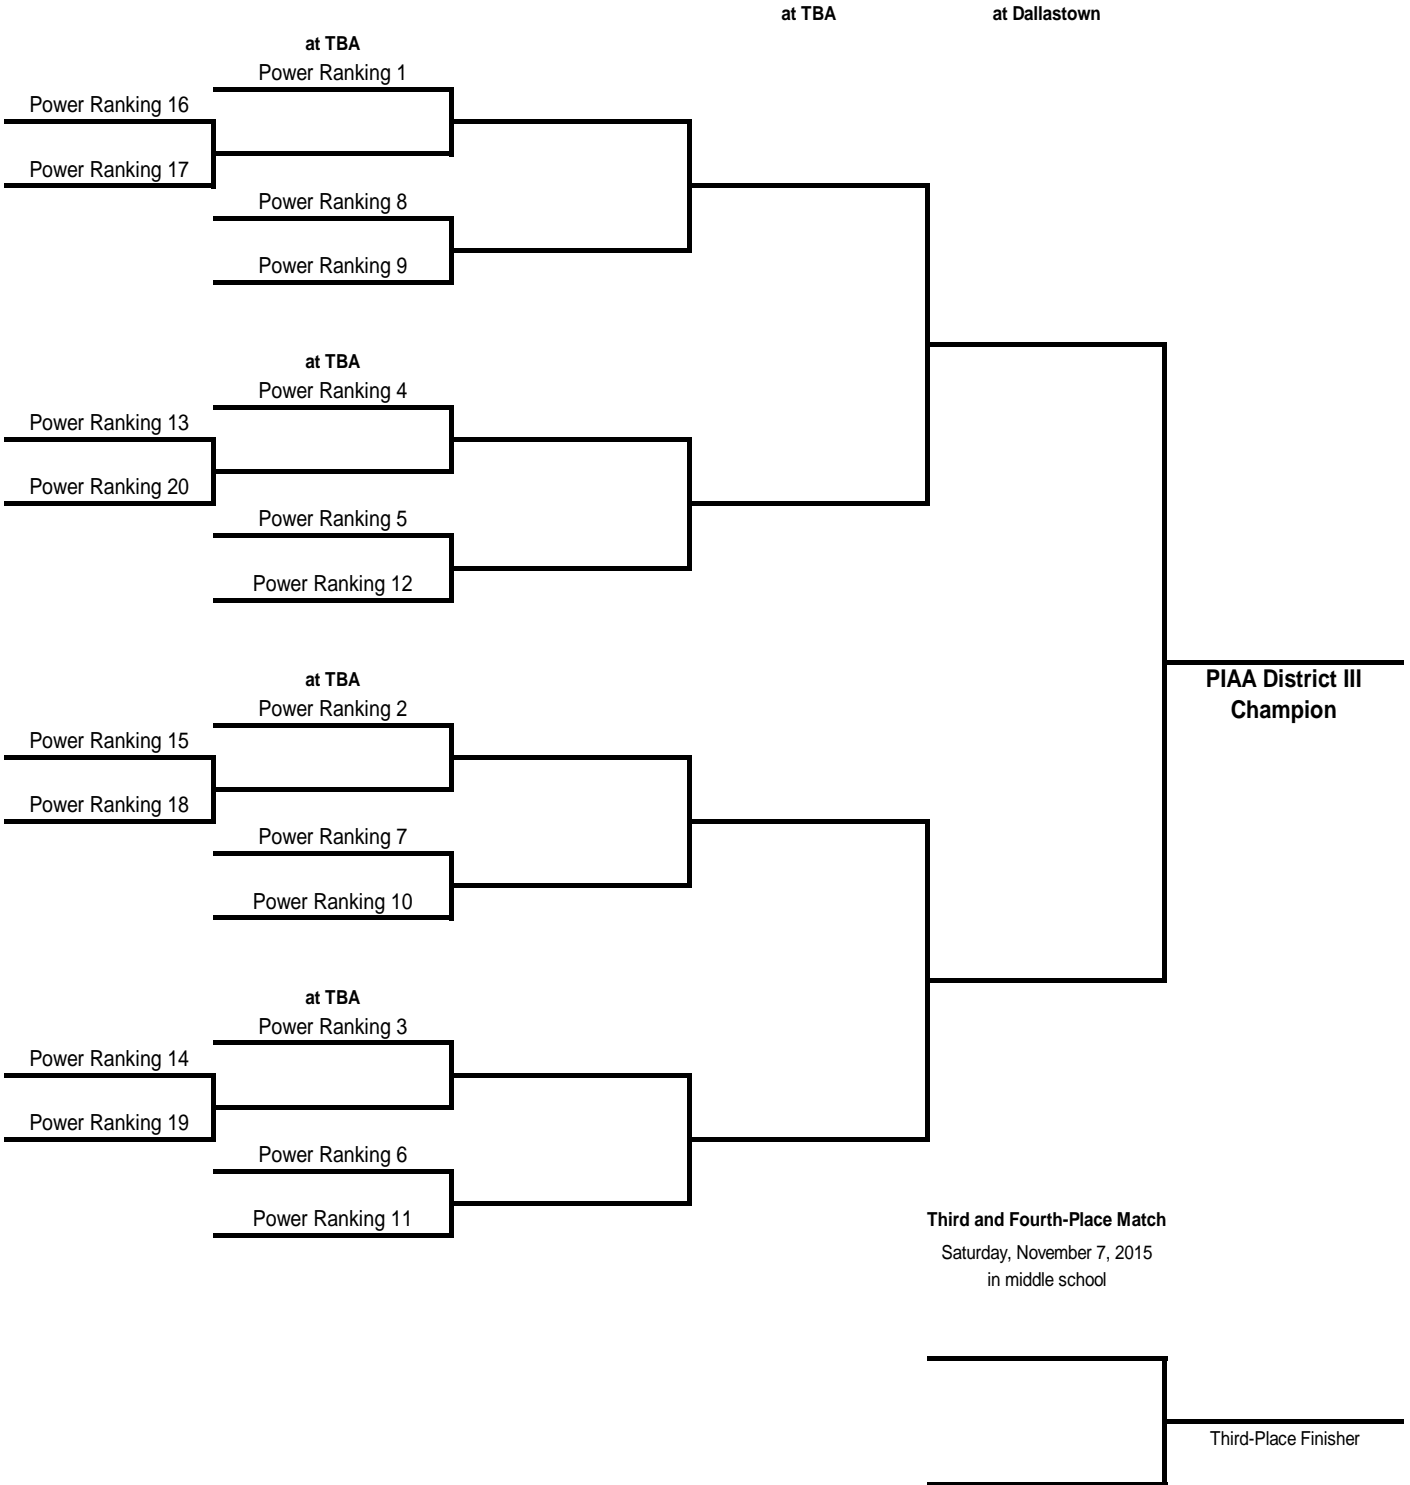 at TBA
at Dallastown
at TBA
Power Ranking 1
Power Ranking 16
Power Ranking 17
Power Ranking 8
Power Ranking 9
at TBA
Power Ranking 4
Power Ranking 13
Power Ranking 20
Power Ranking 5
Power Ranking 12
at TBA
Power Ranking 2
Power Ranking 15
Power Ranking 18
Power Ranking 7
Power Ranking 10
PIAA District III
Champion
at TBA
Power Ranking 3
Power Ranking 14
Power Ranking 19
Power Ranking 6
Power Ranking 11
Third and Fourth-Place Match
Saturday, November 7, 2015
in middle school
Third-Place Finisher